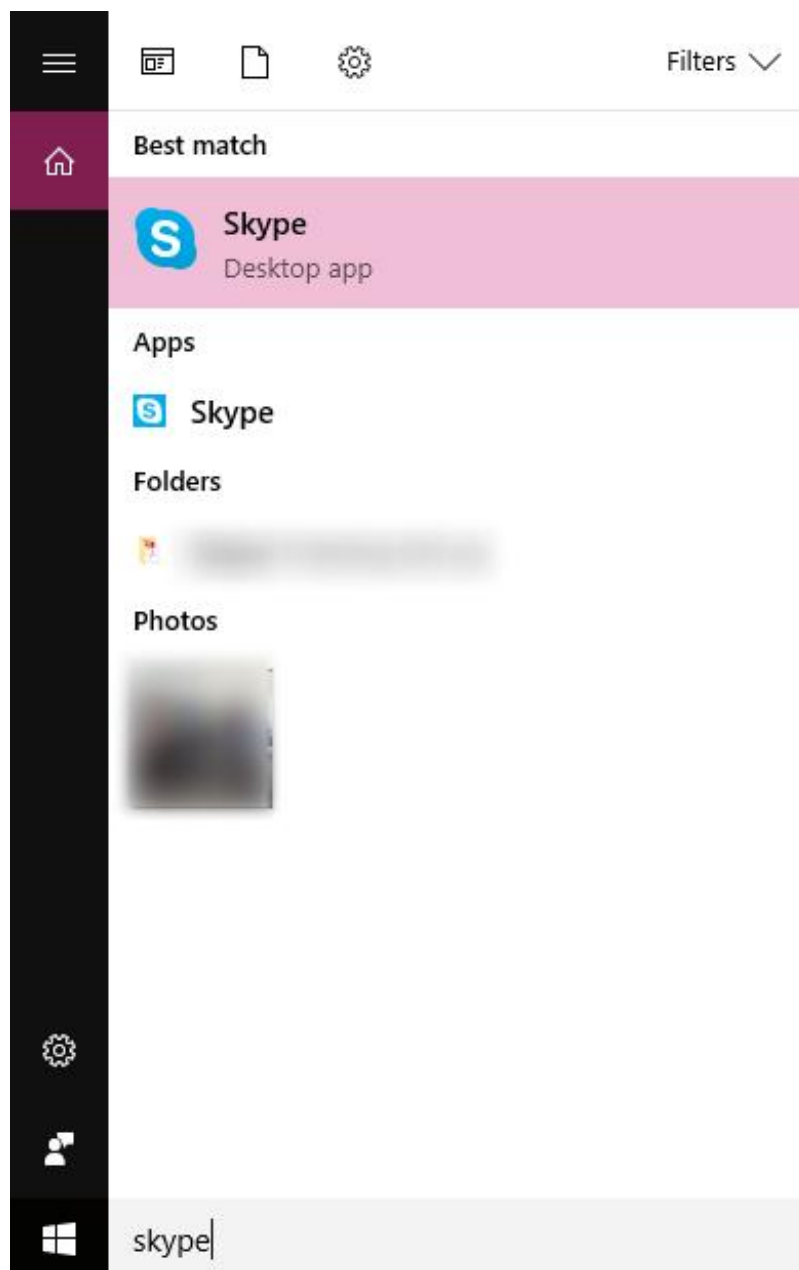 Filters
Best match
Skype
Desktop app
Apps
Skype
Folders
Photos
skype